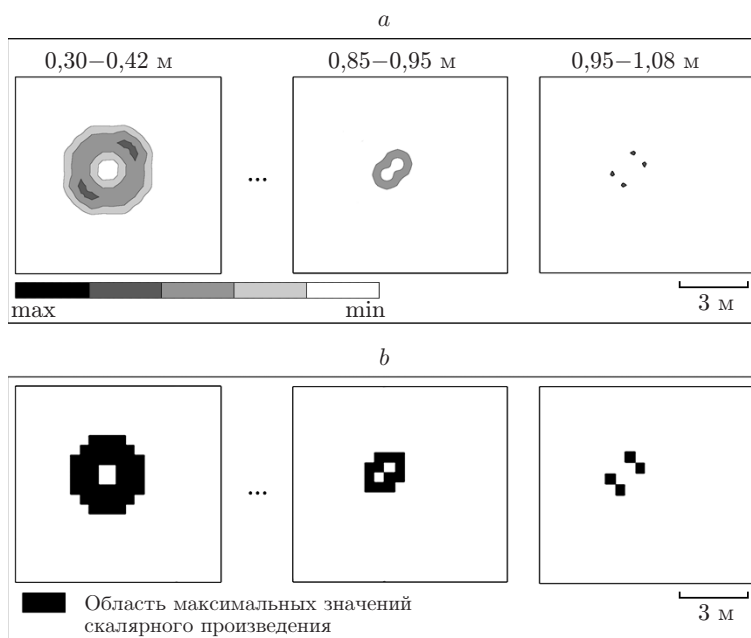 a
0,30−0,42 м 0,85−0,95 м 0,95−1,08 м
...
max min
3 м
b
...
Область максимальных значений
скалярного произведения
3 м